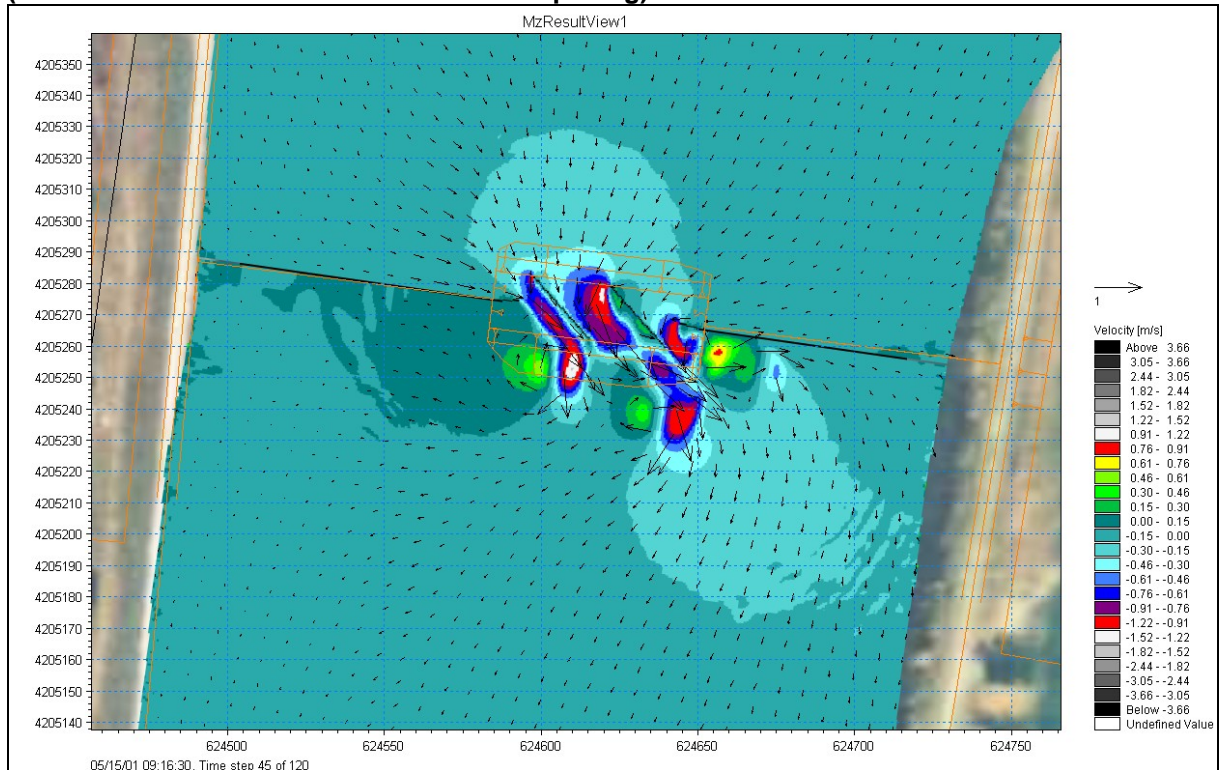 MzResultView1
4205350
4205340
4205330
4205320
4205310
4205300
4205290
4205280
4205270
4205260
4205250
4205240
4205230
4205220
4205210
4205200
4205190
4205180
4205170
4205160
4205150
4205140
624500 624550 624600 624650 624700 624750
05/15/01 09:16:30, Time step 45 of 120
1
Velocity [m/s]
Above 3.66
3.05 - 3.66
2.44 - 3.05
1.82 - 2.44
1.52 - 1.82
1.22 - 1.52
0.91 - 1.22
0.76 - 0.91
0.61 - 0.76
0.46 - 0.61
0.30 - 0.46
0.15 - 0.30
0.00 - 0.15
-0.15 - 0.00
-0.30 - -0.15
-0.46 - -0.30
-0.61 - -0.46
-0.76 - -0.61
-0.91 - -0.76
-1.22 - -0.91
-1.52 - -1.22
-1.82 - -1.52
-2.44 - -1.82
-3.05 - -2.44
-3.66 - -3.05
Below -3.66
Undefined Value